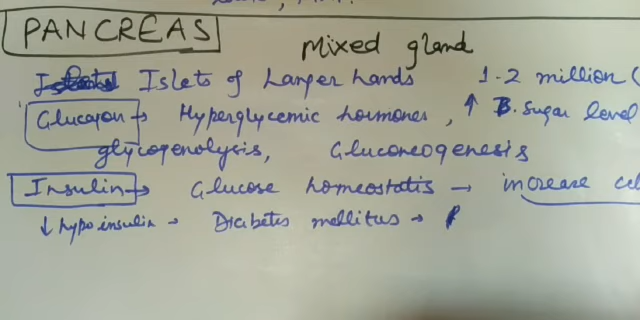 PANCREAS
Mixed gland
Islets of Langer hands 1-2 million (
Glucagon → Hyperglycemic hormones, ↑ B. Sugar level
glycogenolysis, Gluconeogenesis
Insulin → Glucose homeostatis → increase cel
↓ hypo insulin → Diabetes mellitus →